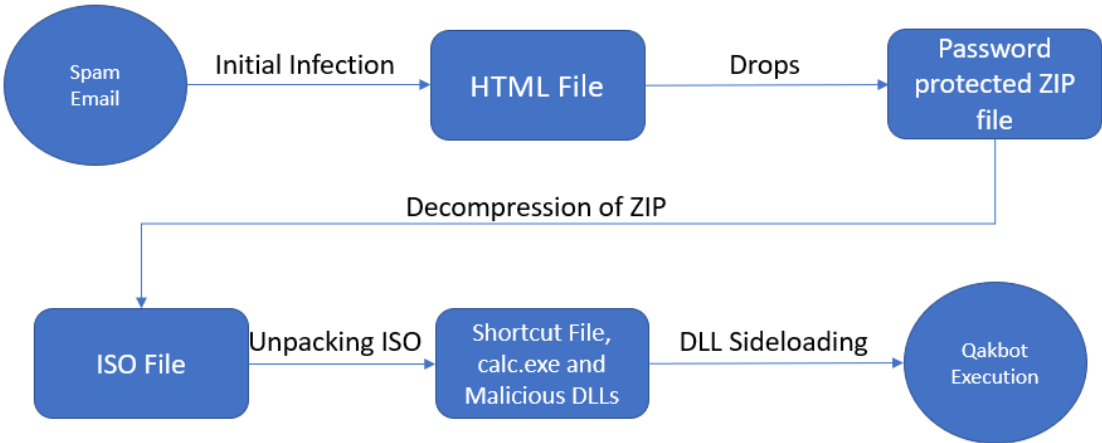 Spam
Email
Initial Infection
HTML File
Drops
Password
protected ZIP
file
Decompression of ZIP
ISO File
Unpacking ISO
Shortcut File,
calc.exe and
Malicious DLLs
DLL Sideloading
Qakbot
Execution